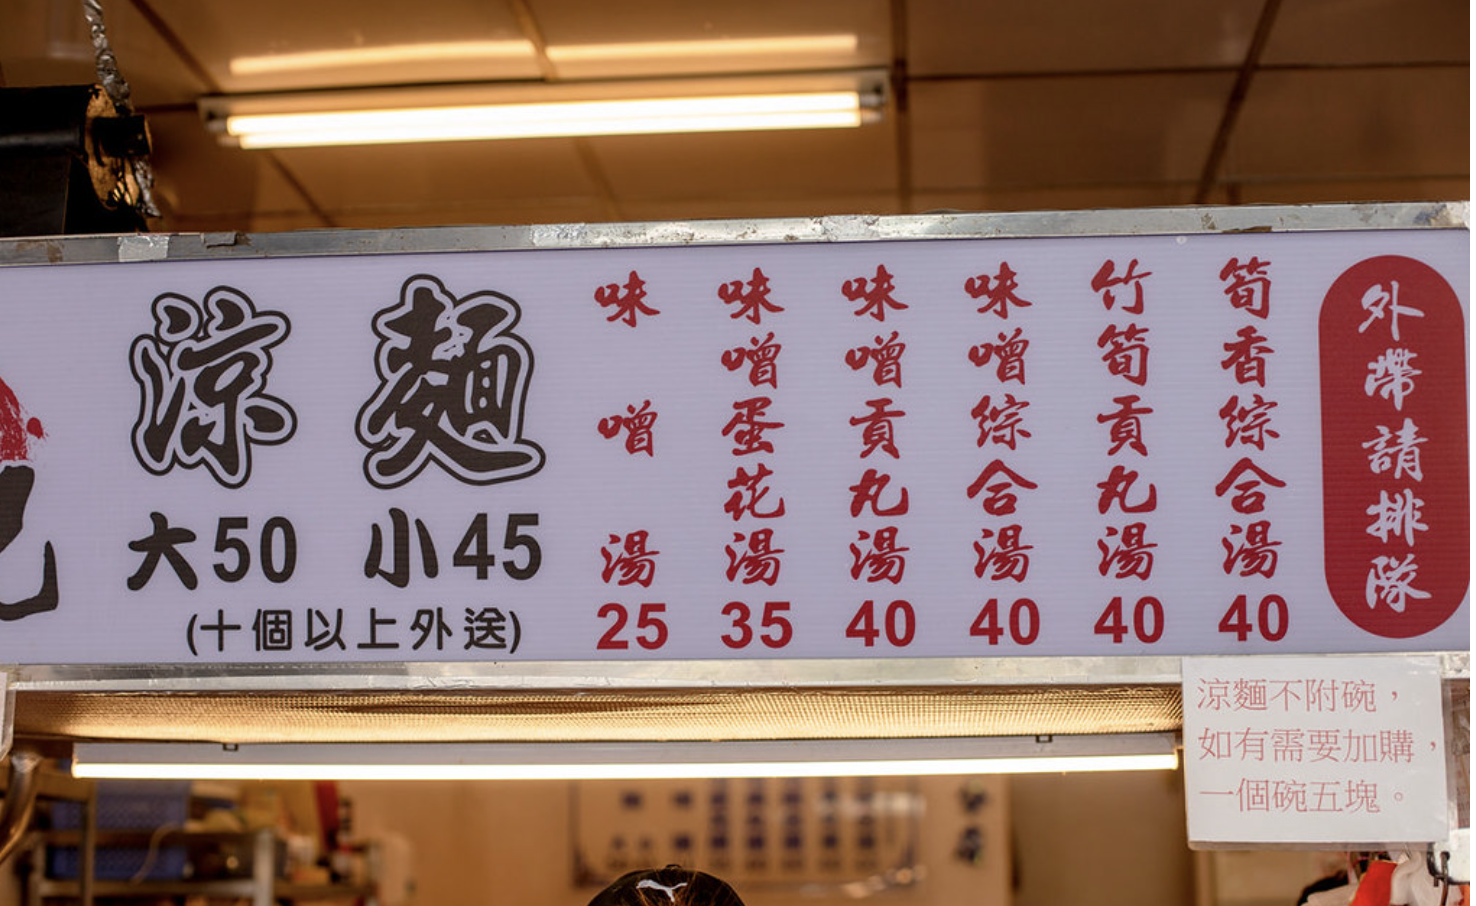 涼麵
大50 小45
(十個以上外送)
味噌湯
25
味噌蛋花湯
35
味噌貢丸湯
40
味噌綜合湯
40
竹筍貢丸湯
40
筍香綜合湯
40
外帶請排隊
涼麵不附碗，
如有需要加購，
一個碗五塊。